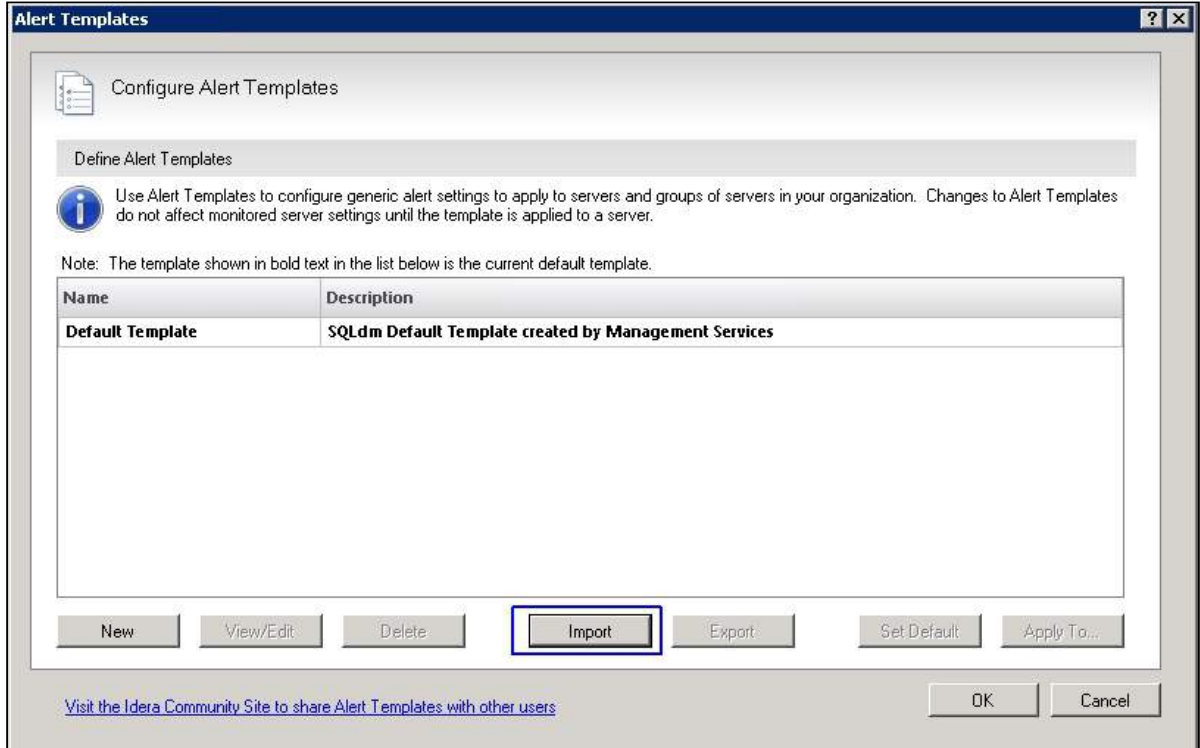 Alert Templates
Configure Alert Templates
Define Alert Templates
Use Alert Templates to configure generic alert settings to apply to servers and groups of servers in your organization. Changes to Alert Templates
do not affect monitored server settings until the template is applied to a server.
Note: The template shown in bold text in the list below is the current default template.
Name Description
Default Template SQLdm Default Template created by Management Services
New View/Edit Delete Import Export Set Default Apply To...
Visit the Idera Community Site to share Alert Templates with other users
OK Cancel